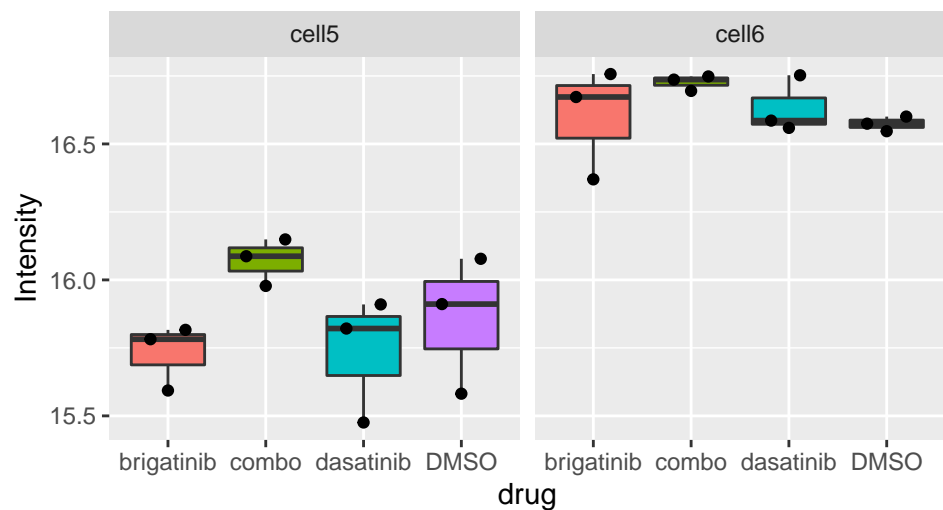 cell5 cell6
Intensity
16.5
16.0
15.5
brigatinib combo dasatinib DMSO brigatinib combo dasatinib DMSO
drug